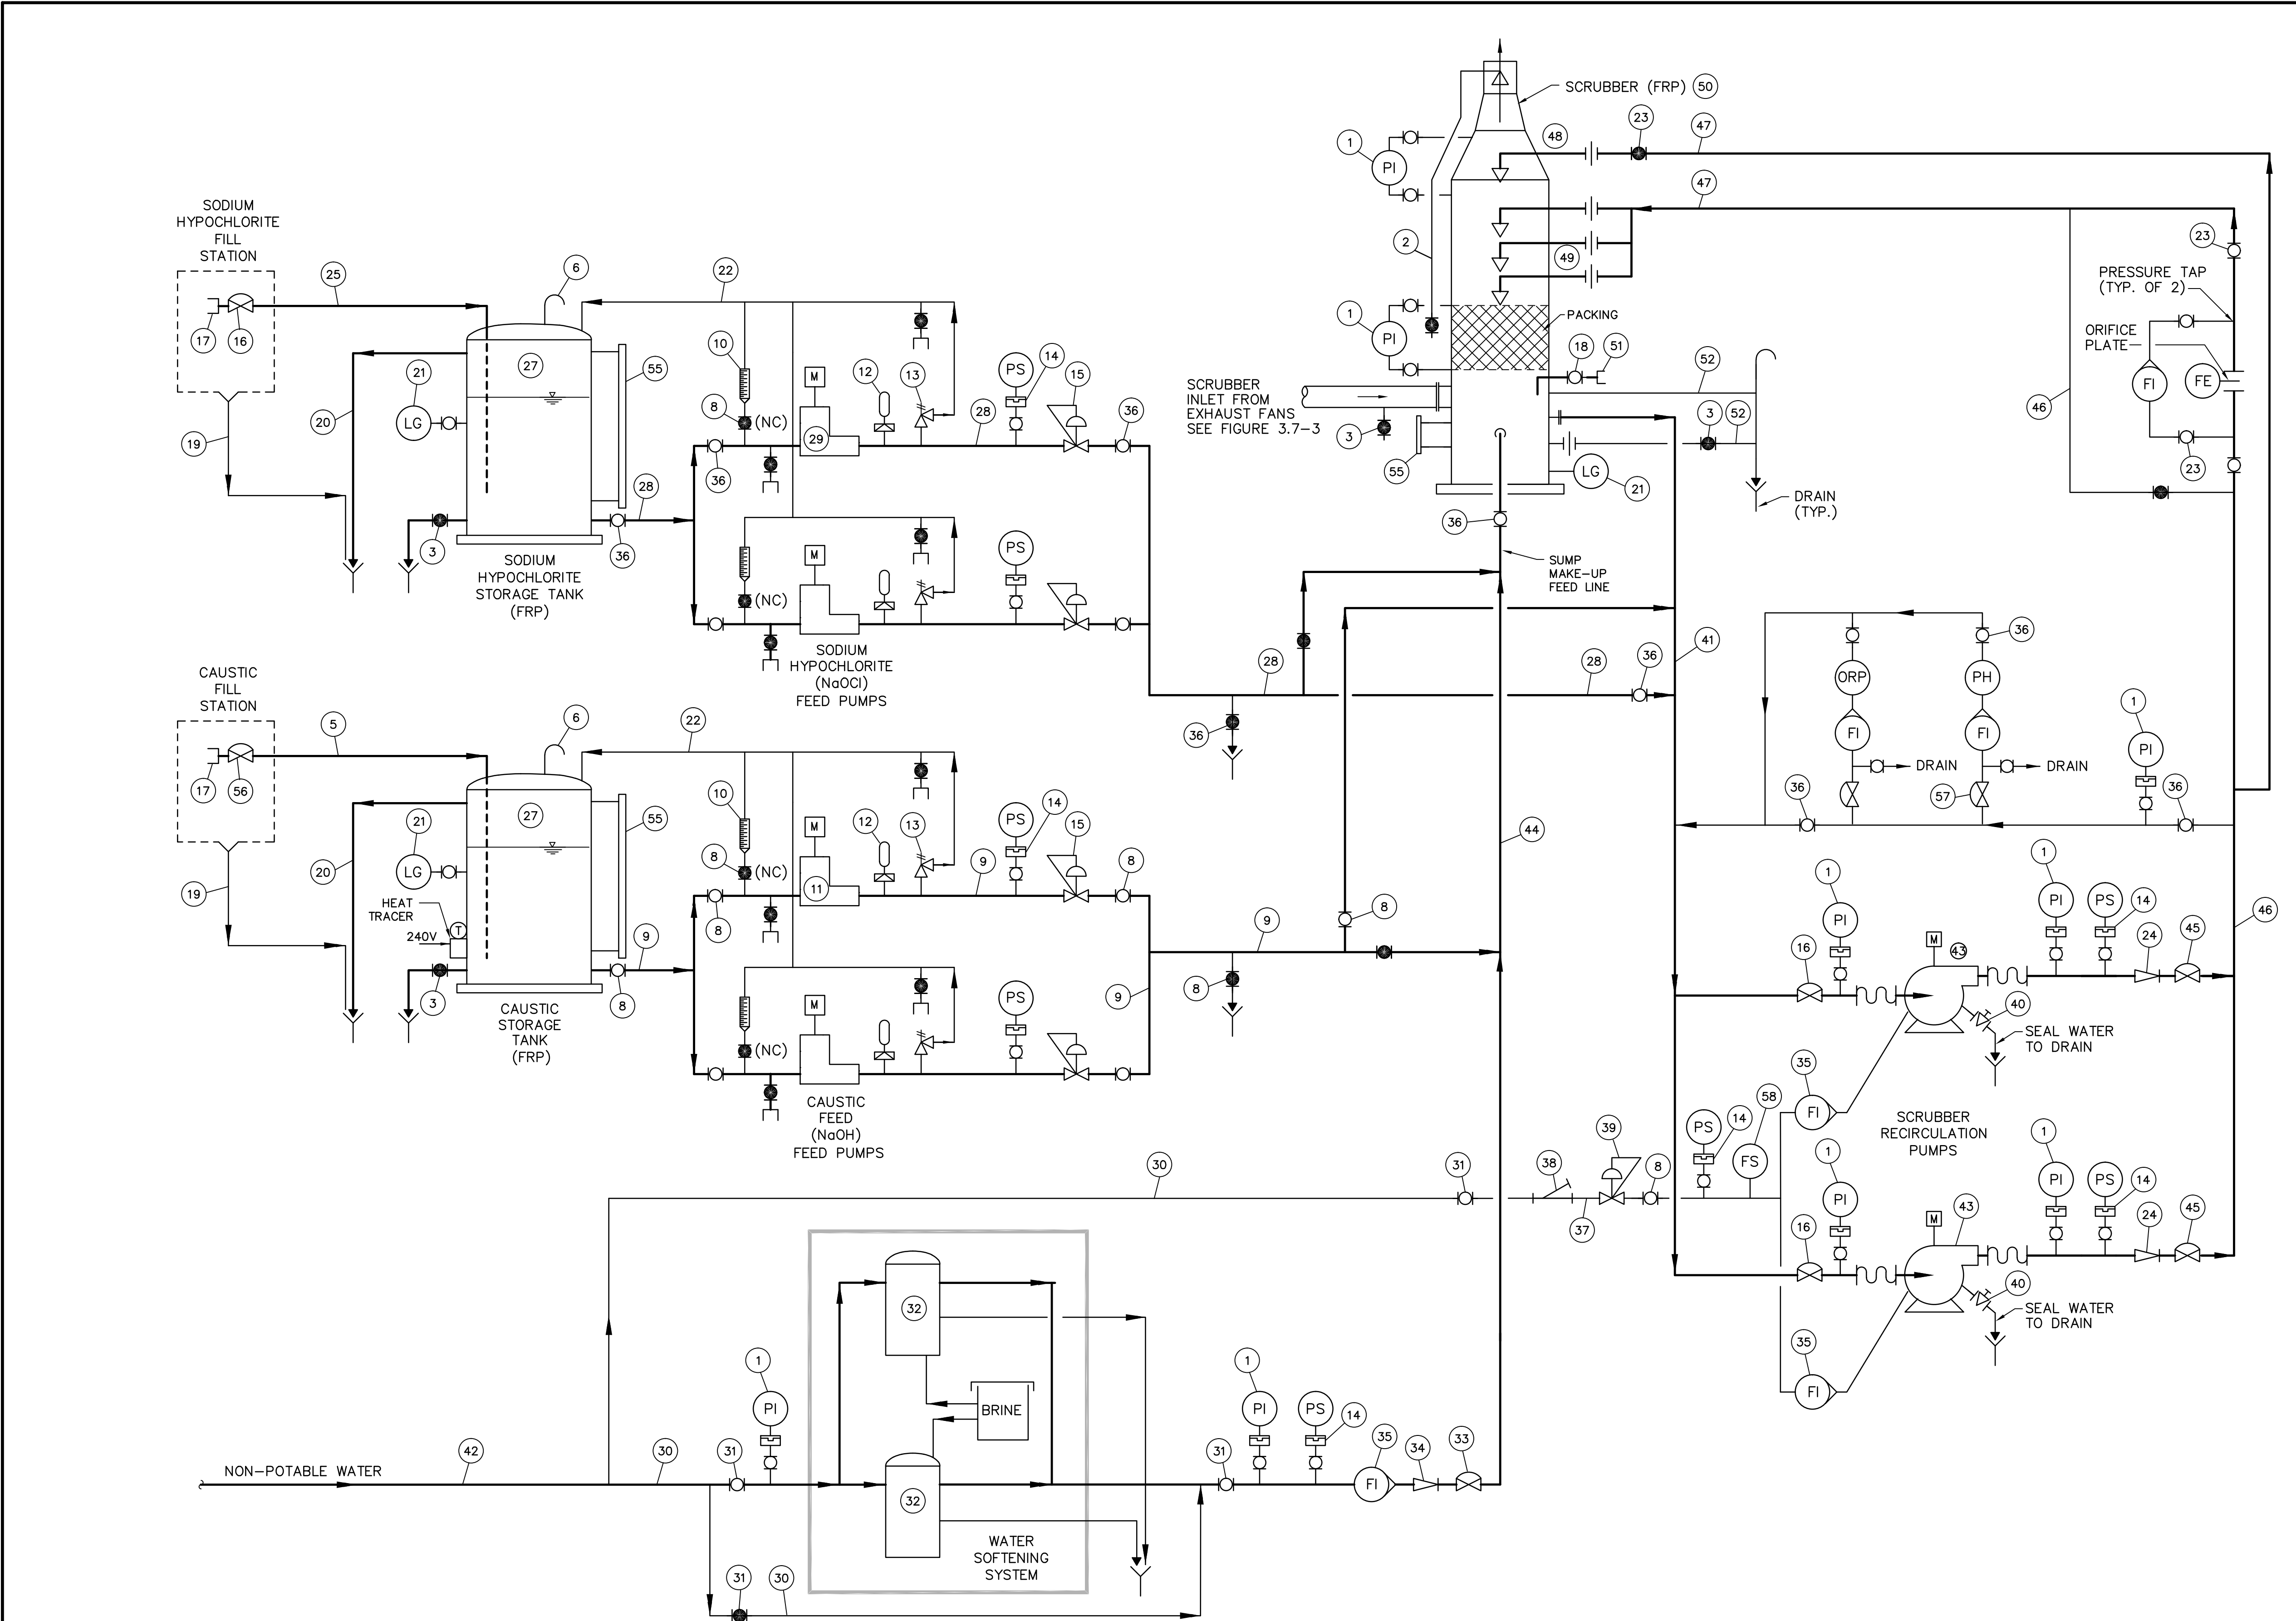 SCRUBBER (FRP)
50
23
47
48
1
PI
47
2
49
23
PRESSURE TAP
(TYP. OF 2)
ORIFICE
PLATE
FI
FE
46
1
PI
PACKING
18
51
52
SCRUBBER
INLET FROM
EXHAUST FANS
SEE FIGURE 3.7-3
3
55
3
52
LG
21
23
DRAIN
(TYP.)
36
SUMP
MAKE-UP
FEED LINE
SODIUM
HYPOCHLORITE
FILL
STATION
25
6
22
17
16
27
21
LG
20
19
55
10
8
(NC)
M
29
12
13
PS
14
15
28
36
36
28
3
36
SODIUM
HYPOCHLORITE
STORAGE TANK
(FRP)
M
(NC)
PS
SODIUM
HYPOCHLORITE
(NaOCl)
FEED PUMPS
28
28
36
36
41
36
ORP
PH
FI
FI
DRAIN
DRAIN
57
36
1
PI
36
CAUSTIC
FILL
STATION
5
6
22
17
56
27
21
LG
20
19
55
HEAT
TRACER
T
240V
9
3
8
CAUSTIC
STORAGE
TANK
(FRP)
10
8
(NC)
M
11
12
13
PS
14
15
9
8
8
M
(NC)
PS
9
9
8
8
CAUSTIC
FEED
(NaOH)
FEED PUMPS
44
1
PI
16
M
43
1
PI
PS
14
24
45
46
40
SEAL WATER
TO DRAIN
35
FI
SCRUBBER
RECIRCULATION
PUMPS
30
31
38
39
37
8
PS
14
58
FS
1
PI
16
M
43
1
PI
PS
14
24
45
40
SEAL WATER
TO DRAIN
35
FI
NON-POTABLE WATER
42
30
31
1
PI
32
BRINE
32
WATER
SOFTENING
SYSTEM
31
1
PI
PS
14
35
FI
34
33
31
30